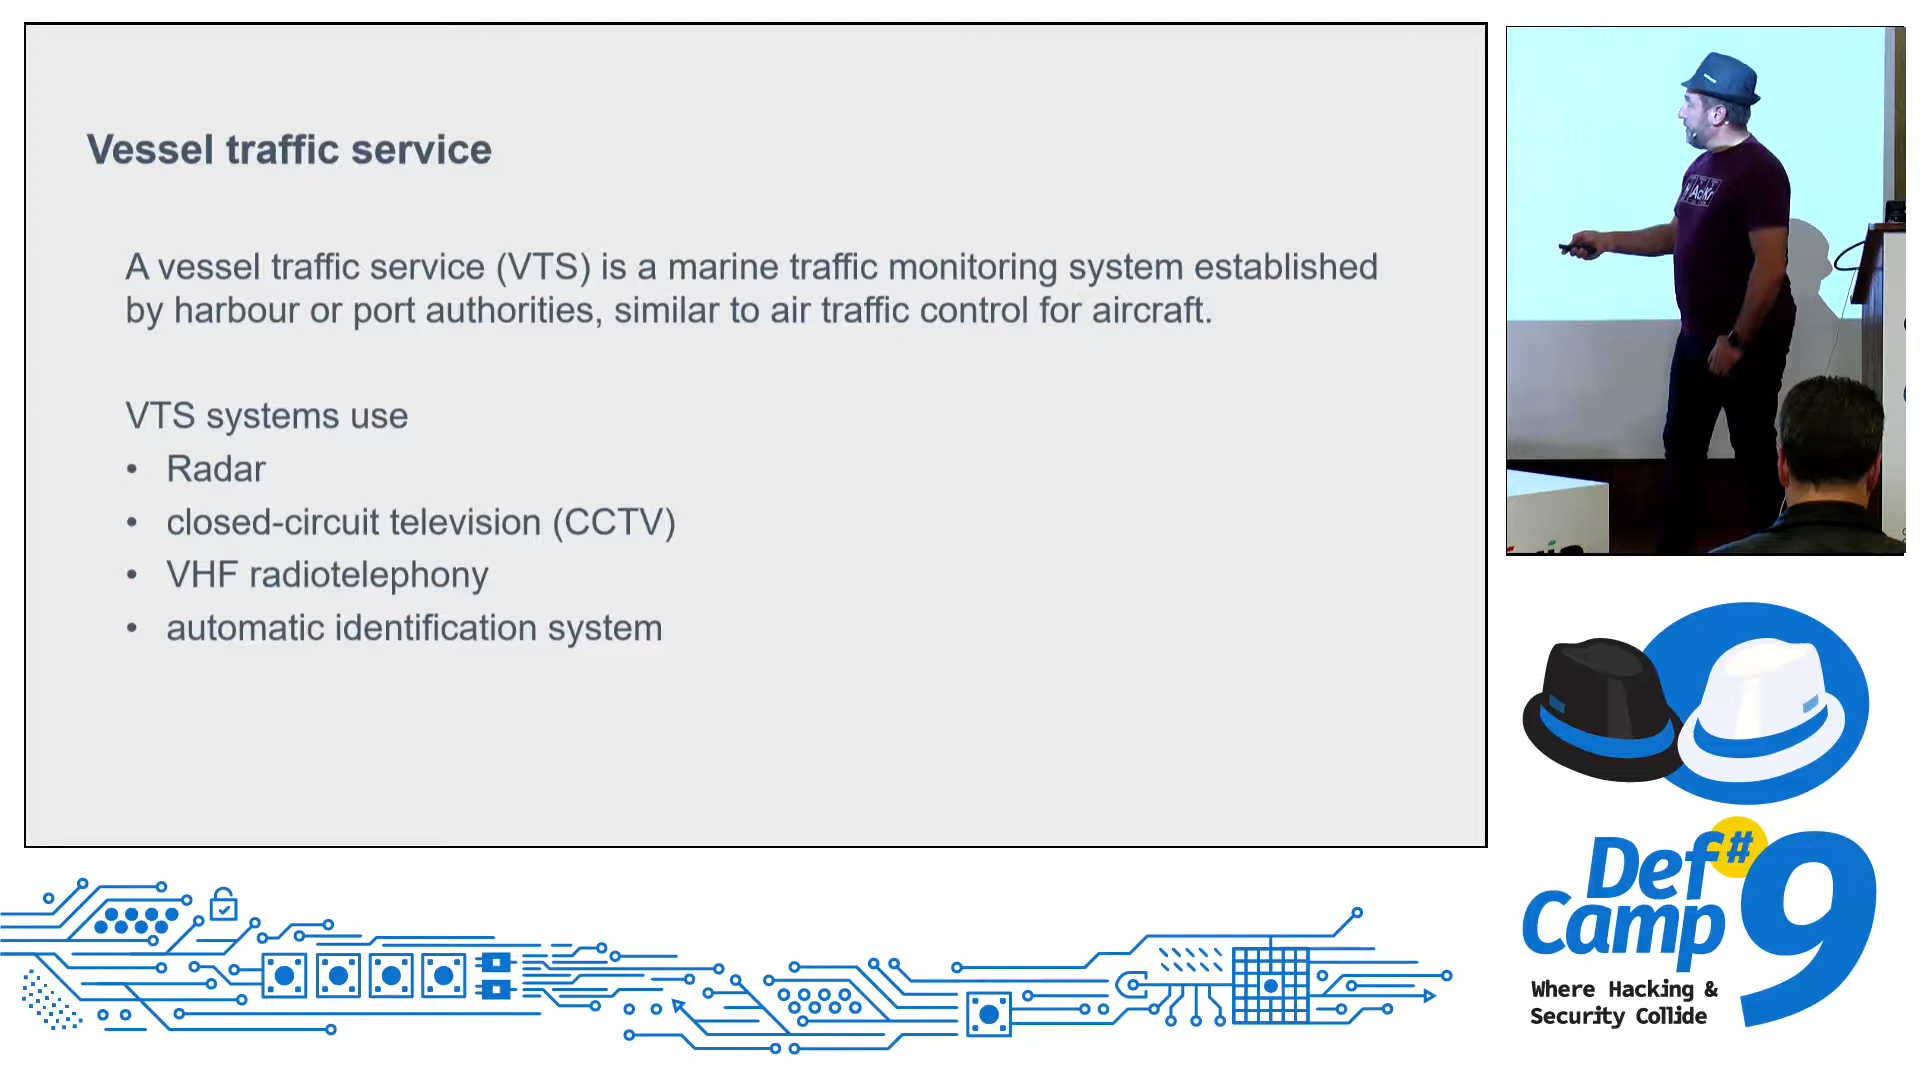 Vessel traffic service
A vessel traffic service (VTS) is a marine traffic monitoring system established
by harbour or port authorities, similar to air traffic control for aircraft.
VTS systems use
• Radar
• closed-circuit television (CCTV)
• VHF radiotelephony
• automatic identification system
Def
Camp
#9
Where Hacking &
Security Collide